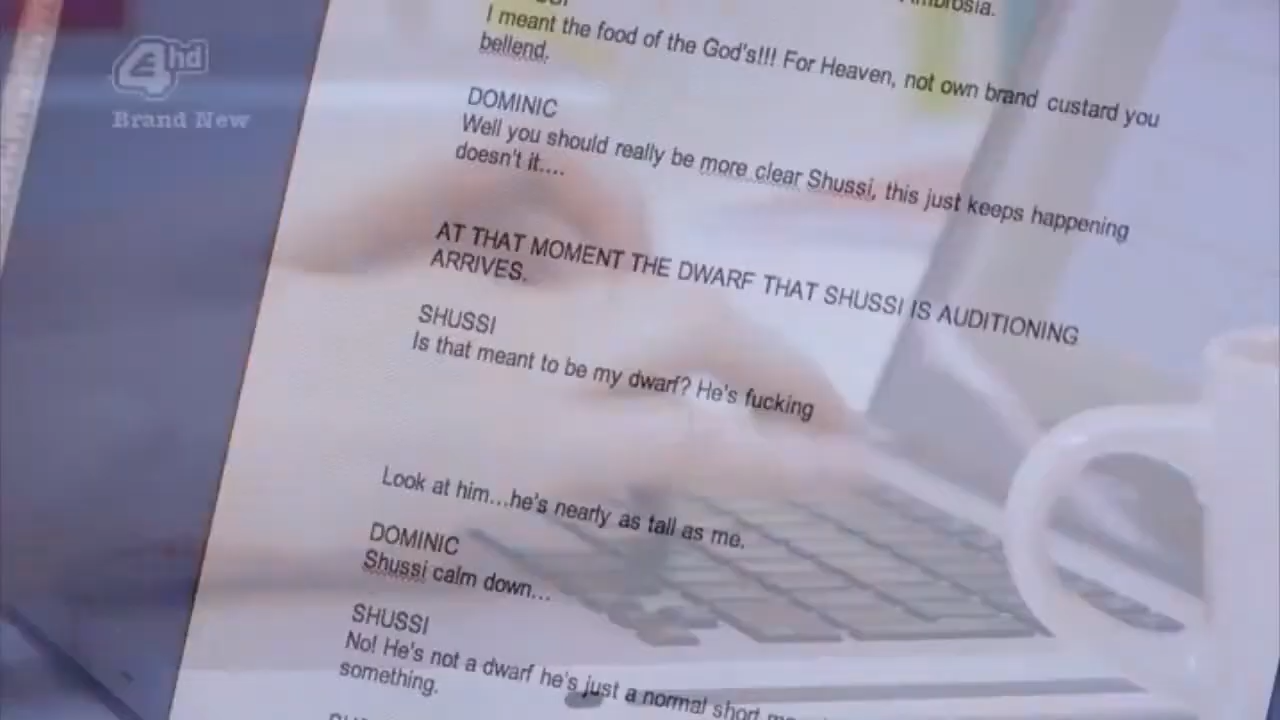 4hd
Brand New
I meant the food of the God's!!! For Heaven, not own brand custard you
bellend.
DOMINIC
Well you should really be more clear Shussi, this just keeps happening
doesn't it....
AT THAT MOMENT THE DWARF THAT SHUSSI IS AUDITIONING
ARRIVES.
SHUSSI
Is that meant to be my dwarf? He's fucking
Look at him...he's nearly as tall as me.
DOMINIC
Shussi calm down...
SHUSSI
No! He's not a dwarf he's just a normal short
something.